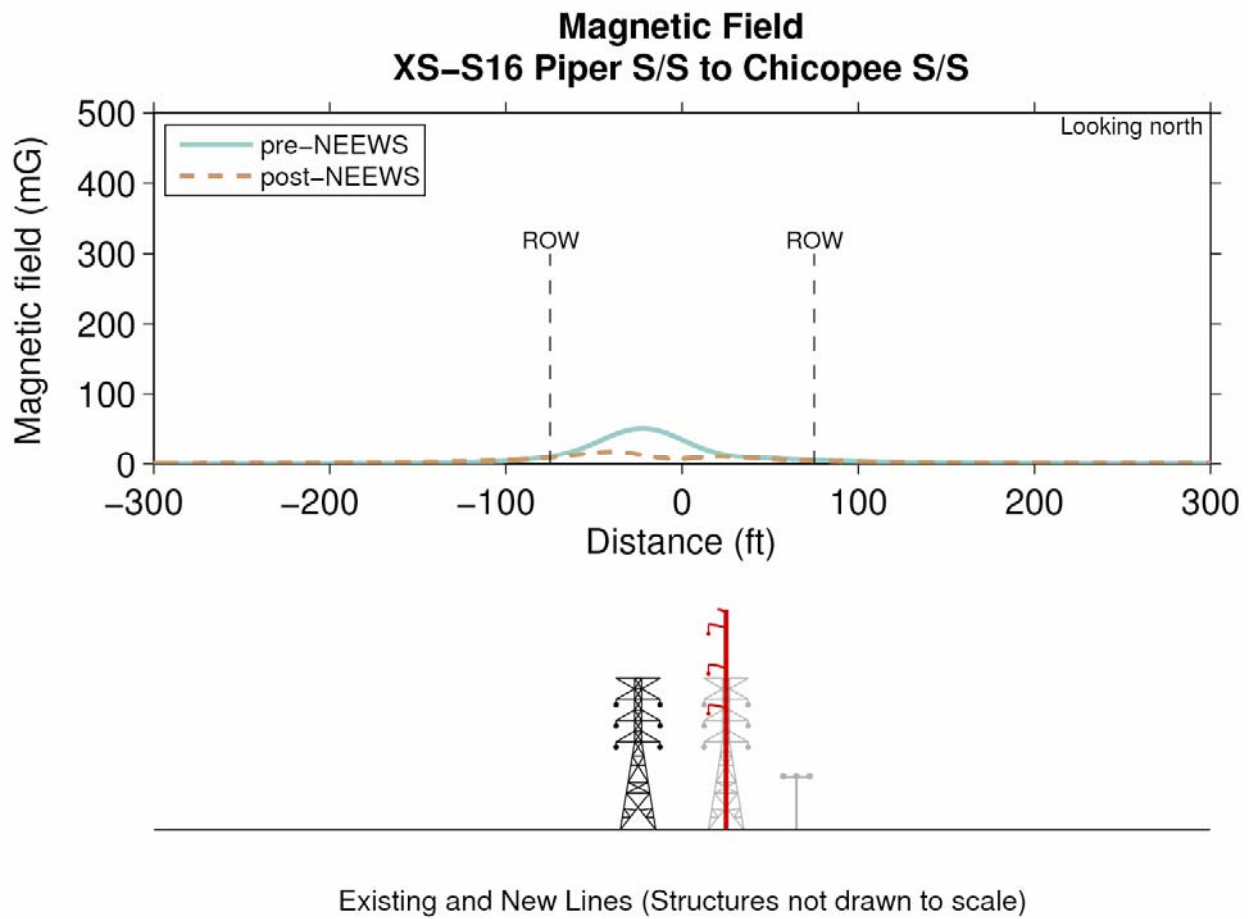 Magnetic Field
XS–S16 Piper S/S to Chicopee S/S
Looking north
pre–NEEWS
post–NEEWS
ROW ROW
Magnetic field (mG)
500
400
300
200
100
0
–300 –200 –100 0 100 200 300
Distance (ft)
Existing and New Lines (Structures not drawn to scale)